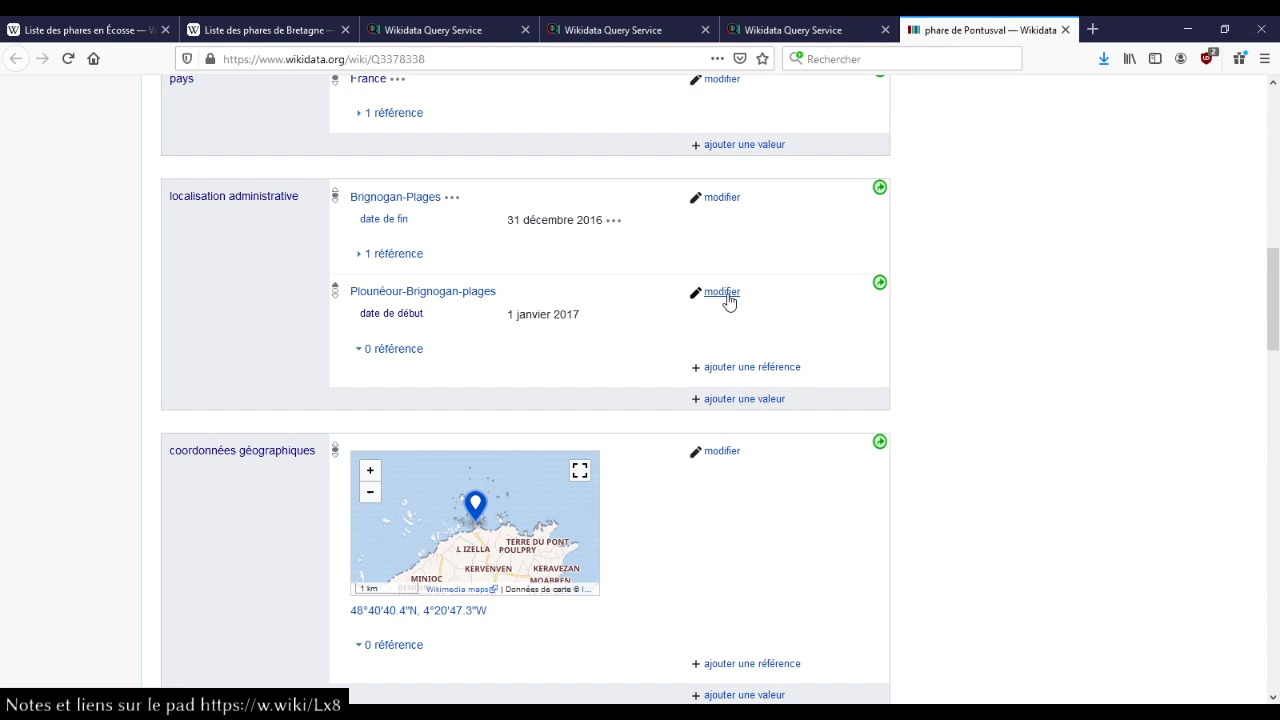 Liste des phares en Écosse — W
Liste des phares de Bretagne —
Wikidata Query Service
Wikidata Query Service
Wikidata Query Service
phare de Pontusval — Wikidata
https://www.wikidata.org/wiki/Q3378338
Rechercher
2
pays
France
modifier
1 référence
+ ajouter une valeur
localisation administrative
Brignogan-Plages
modifier
date de fin
31 décembre 2016
1 référence
Plounéour-Brignogan-plages
modifier
date de début
1 janvier 2017
0 référence
+ ajouter une référence
+ ajouter une valeur
coordonnées géographiques
modifier
+
-
L IZELLA
TERRE DU PONT
POULPRY
KERVENVEN
KERAVEZAN
MINIOC
MOABREN
1 km
Wikimedia maps | Données de carte ©
48°40'40.4"N, 4°20'47.3"W
0 référence
+ ajouter une référence
+ ajouter une valeur
Notes et liens sur le pad https://w.wiki/Lx8